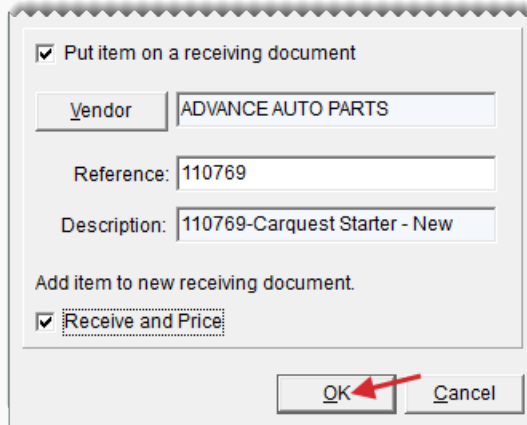 Put item on a receiving document
Vendor ADVANCE AUTO PARTS
Reference: 110769
Description: 110769-Carquest Starter - New
Add item to new receiving document.
Receive and Price
OK Cancel